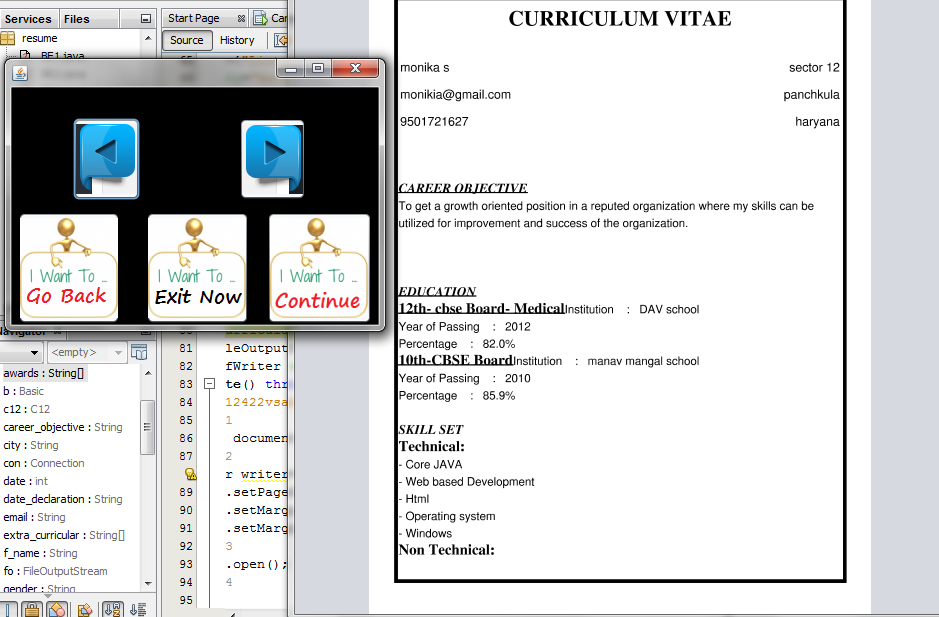 Services
Files
Start Page
Source
History
resume
BE1.java
I Want To ...
Go Back
I Want To ...
Exit Now
I Want To ...
Continue
<empty>
awards : String[]
b : Basic
c12 : C12
career_objective : String
city : String
con : Connection
date : int
date_declaration : String
email : String
extra_curricular : String[]
f_name : String
fo : FileOutputStream
gender : String
81 leOutput
82 fWriter
83 te() thr
84 12422vsa
85 1
86 documen
87 2
r writer
89 .setPage
90 .setMarg
91 .setMarg
92 3
93 .open();
94 4
95
CURRICULUM VITAE
monika s sector 12
monikia@gmail.com panchkula
9501721627 haryana
CAREER OBJECTIVE
To get a growth oriented position in a reputed organization where my skills can be
utilized for improvement and success of the organization.
EDUCATION
12th- cbse Board- MedicalInstitution : DAV school
Year of Passing : 2012
Percentage : 82.0%
10th-CBSE BoardInstitution : manav mangal school
Year of Passing : 2010
Percentage : 85.9%
SKILL SET
Technical:
- Core JAVA
- Web based Development
- Html
- Operating system
- Windows
Non Technical: